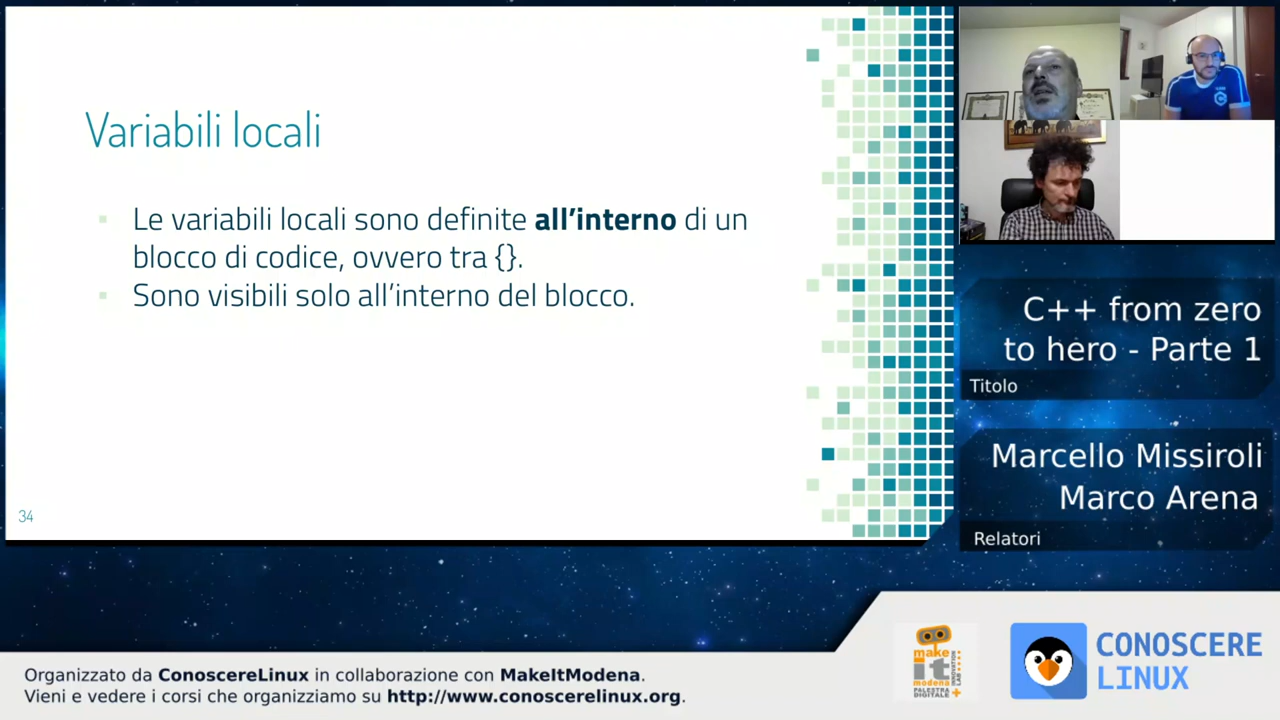 Variabili locali
Le variabili locali sono definite all’interno di un
blocco di codice, ovvero tra {}.
Sono visibili solo all’interno del blocco.
34
C++ from zero
to hero - Parte 1
Titolo
Marcello Missiroli
Marco Arena
Relatori
Organizzato da ConoscereLinux in collaborazione con MakeItModena.
Vieni e vedere i corsi che organizziamo su http://www.conoscerelinux.org.
make
it
modena
PALESTRA
DIGITALE
INNOVATION
LAB
CONOSCERE
LINUX